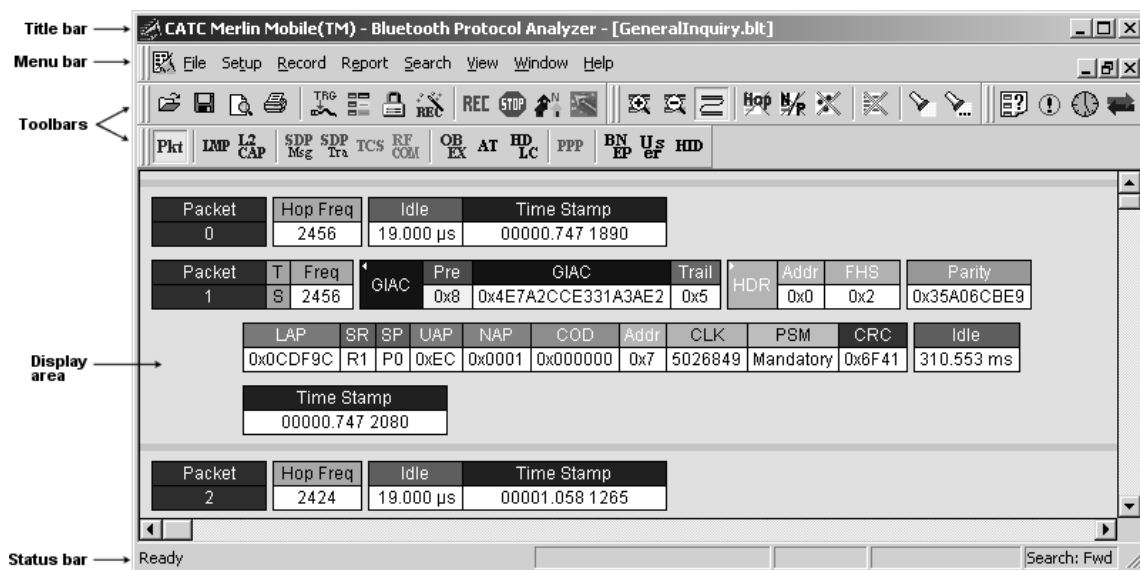 Title bar
CATC Merlin Mobile(TM) - Bluetooth Protocol Analyzer - [GeneralInquiry.blt]
Menu bar
File Setup Record Report Search View Window Help
Toolbars
TRG REC REC STOP N Hop N/R
Pkt LMP L2CAP SDP Msg SDP Tra TCS RFCOM OBEX AT HDLC PPP BNEP User HID
Packet Hop Freq Idle Time Stamp
0 2456 19.000 µs 00000.747 1890
Packet T Freq GIAC Pre GIAC Trail HDR Addr FHS Parity
1 S 2456 0x8 0x4E7A2CCE331A3AE2 0x5 0x0 0x2 0x35A06CBE9
LAP SR SP UAP NAP COD Addr CLK PSM CRC Idle
Display area
0x0CDF9C R1 P0 0xEC 0x0001 0x000000 0x7 5026849 Mandatory 0x6F41 310.553 ms
Time Stamp
00000.747 2080
Packet Hop Freq Idle Time Stamp
2 2424 19.000 µs 00001.058 1265
Status bar
Ready Search: Fwd